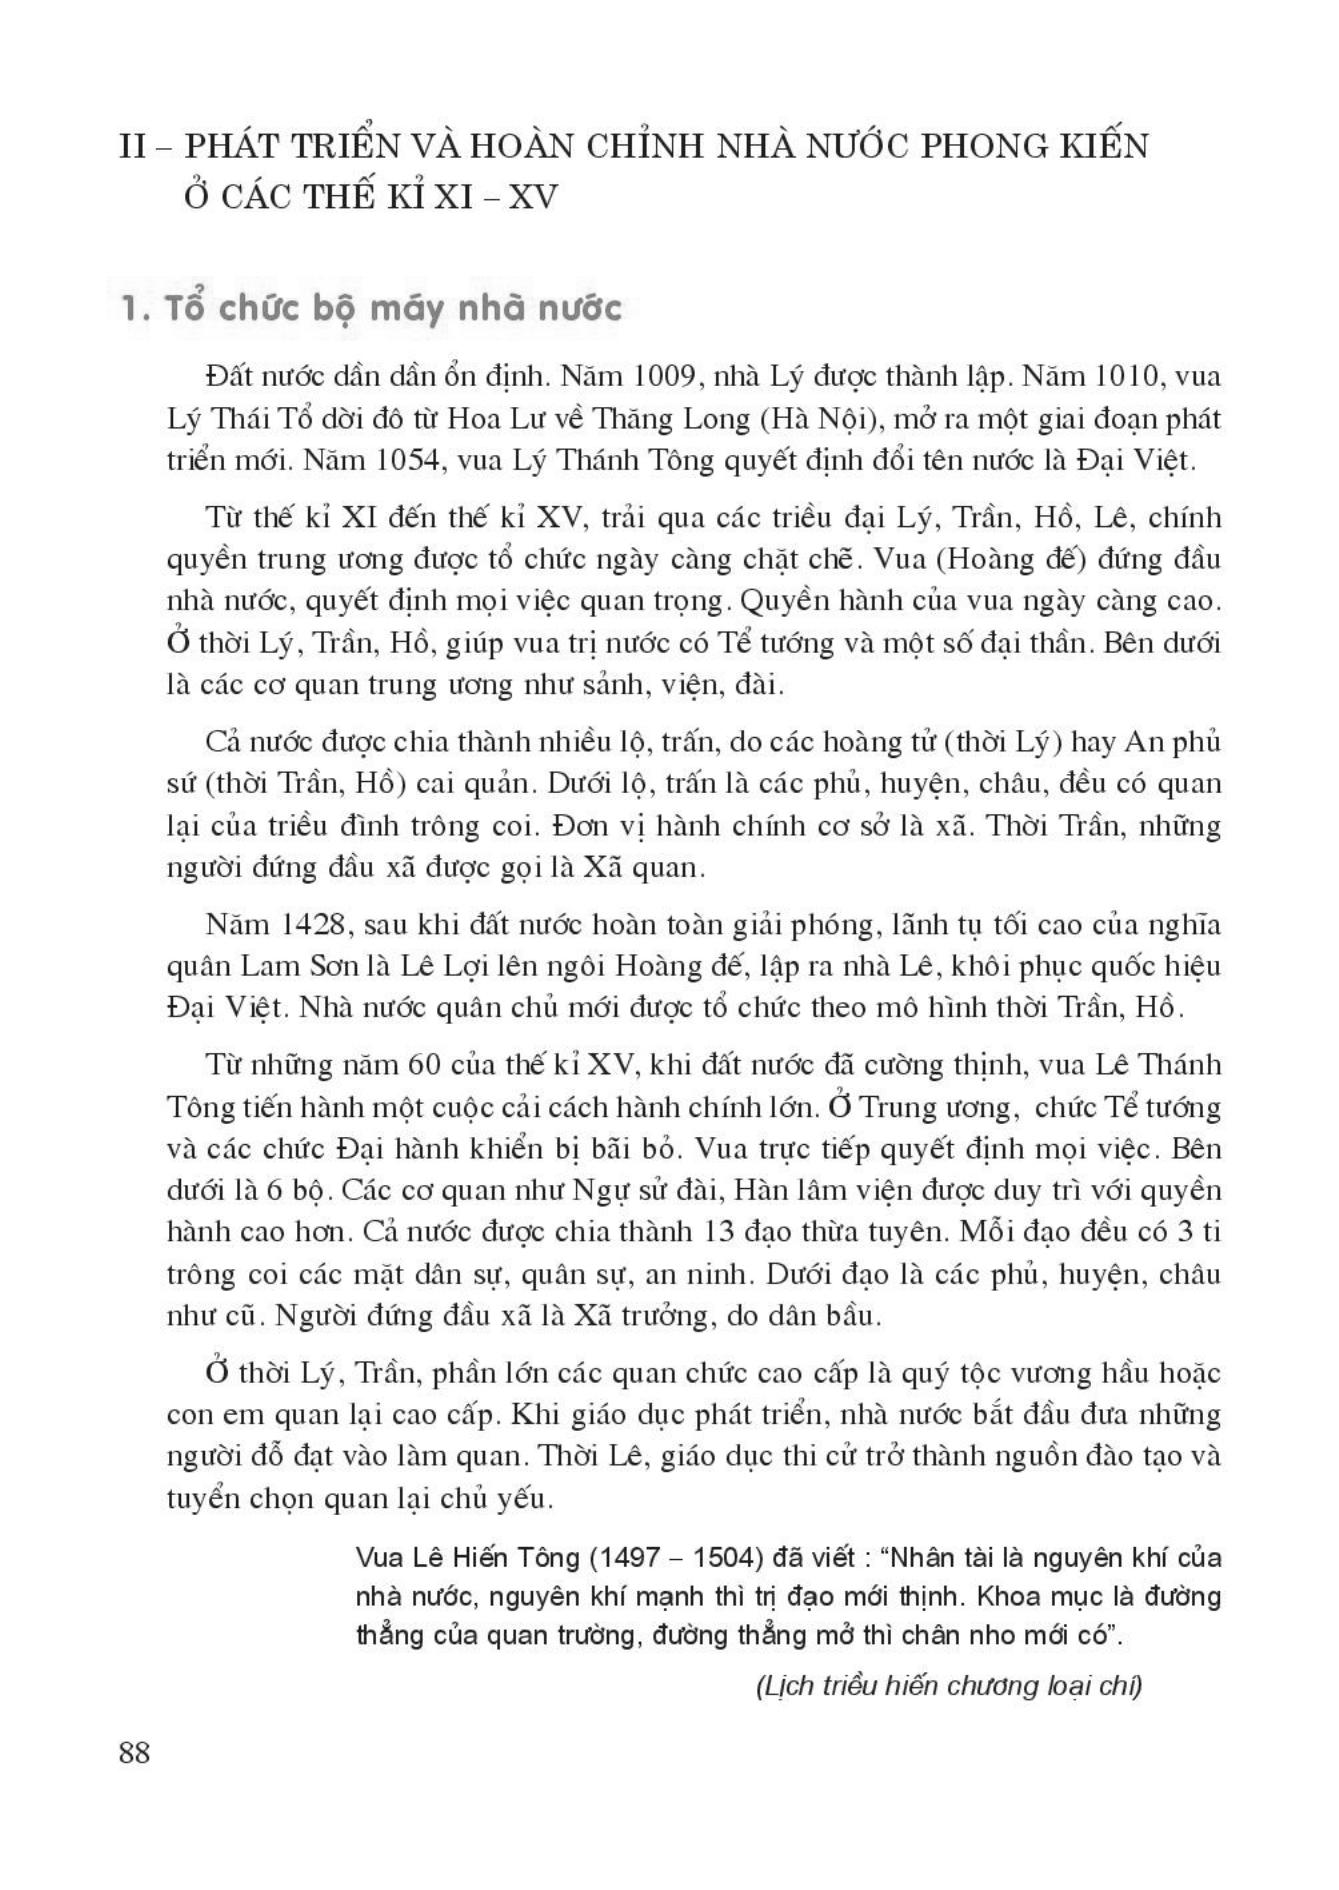 II – PHÁT TRIỂN VÀ HOÀN CHỈNH NHÀ NƯỚC PHONG KIẾN
Ở CÁC THẾ KỈ XI – XV
1. Tổ chức bộ máy nhà nước
Đất nước dần dần ổn định. Năm 1009, nhà Lý được thành lập. Năm 1010, vua
Lý Thái Tổ dời đô từ Hoa Lư về Thăng Long (Hà Nội), mở ra một giai đoạn phát
triển mới. Năm 1054, vua Lý Thánh Tông quyết định đổi tên nước là Đại Việt.
Từ thế kỉ XI đến thế kỉ XV, trải qua các triều đại Lý, Trần, Hồ, Lê, chính
quyền trung ương được tổ chức ngày càng chặt chẽ. Vua (Hoàng đế) đứng đầu
nhà nước, quyết định mọi việc quan trọng. Quyền hành của vua ngày càng cao.
Ở thời Lý, Trần, Hồ, giúp vua trị nước có Tể tướng và một số đại thần. Bên dưới
là các cơ quan trung ương như sảnh, viện, đài.
Cả nước được chia thành nhiều lộ, trấn, do các hoàng tử (thời Lý) hay An phủ
sứ (thời Trần, Hồ) cai quản. Dưới lộ, trấn là các phủ, huyện, châu, đều có quan
lại của triều đình trông coi. Đơn vị hành chính cơ sở là xã. Thời Trần, những
người đứng đầu xã được gọi là Xã quan.
Năm 1428, sau khi đất nước hoàn toàn giải phóng, lãnh tụ tối cao của nghĩa
quân Lam Sơn là Lê Lợi lên ngôi Hoàng đế, lập ra nhà Lê, khôi phục quốc hiệu
Đại Việt. Nhà nước quân chủ mới được tổ chức theo mô hình thời Trần, Hồ.
Từ những năm 60 của thế kỉ XV, khi đất nước đã cường thịnh, vua Lê Thánh
Tông tiến hành một cuộc cải cách hành chính lớn. Ở Trung ương, chức Tể tướng
và các chức Đại hành khiển bị bãi bỏ. Vua trực tiếp quyết định mọi việc. Bên
dưới là 6 bộ. Các cơ quan như Ngự sử đài, Hàn lâm viện được duy trì với quyền
hành cao hơn. Cả nước được chia thành 13 đạo thừa tuyên. Mỗi đạo đều có 3 ti
trông coi các mặt dân sự, quân sự, an ninh. Dưới đạo là các phủ, huyện, châu
như cũ. Người đứng đầu xã là Xã trưởng, do dân bầu.
Ở thời Lý, Trần, phần lớn các quan chức cao cấp là quý tộc vương hầu hoặc
con em quan lại cao cấp. Khi giáo dục phát triển, nhà nước bắt đầu đưa những
người đỗ đạt vào làm quan. Thời Lê, giáo dục thi cử trở thành nguồn đào tạo và
tuyển chọn quan lại chủ yếu.
Vua Lê Hiến Tông (1497 – 1504) đã viết : “Nhân tài là nguyên khí của
nhà nước, nguyên khí mạnh thì trị đạo mới thịnh. Khoa mục là đường
thẳng của quan trường, đường thẳng mở thì chân nho mới có”.
(Lịch triều hiến chương loại chí)
88